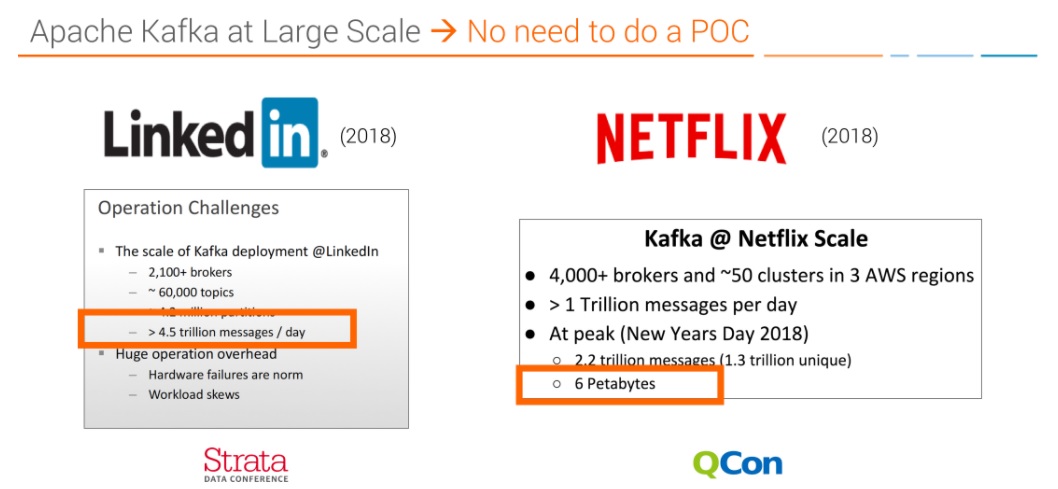 Apache Kafka at Large Scale → No need to do a POC
Linked in. (2018)
Operation Challenges
▪ The scale of Kafka deployment @LinkedIn
– 2,100+ brokers
– ~ 60,000 topics
partitions
– > 4.5 trillion messages / day
▪ Huge operation overhead
– Hardware failures are norm
– Workload skews
Strata
DATA CONFERENCE
NETFLIX (2018)
Kafka @ Netflix Scale
● 4,000+ brokers and ~50 clusters in 3 AWS regions
● > 1 Trillion messages per day
● At peak (New Years Day 2018)
○ 2.2 trillion messages (1.3 trillion unique)
○ 6 Petabytes
QCon